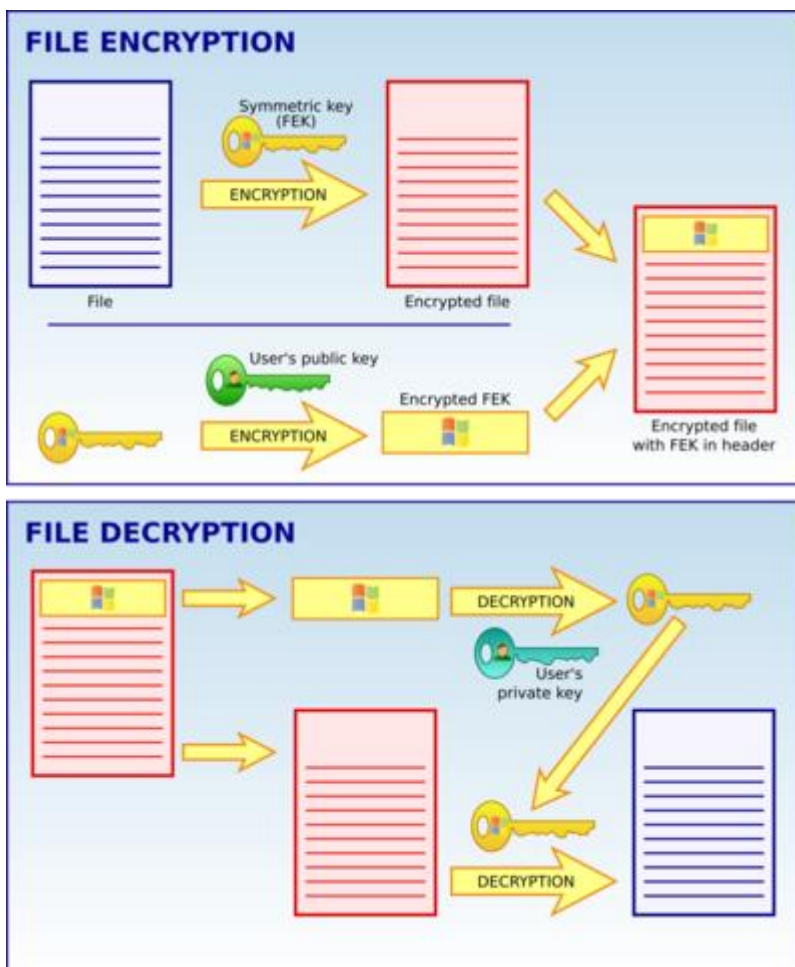 FILE ENCRYPTION
Symmetric key
(FEK)
ENCRYPTION
File
Encrypted file
User's public key
Encrypted FEK
ENCRYPTION
Encrypted file
with FEK in header
FILE DECRYPTION
DECRYPTION
User's
private key
DECRYPTION